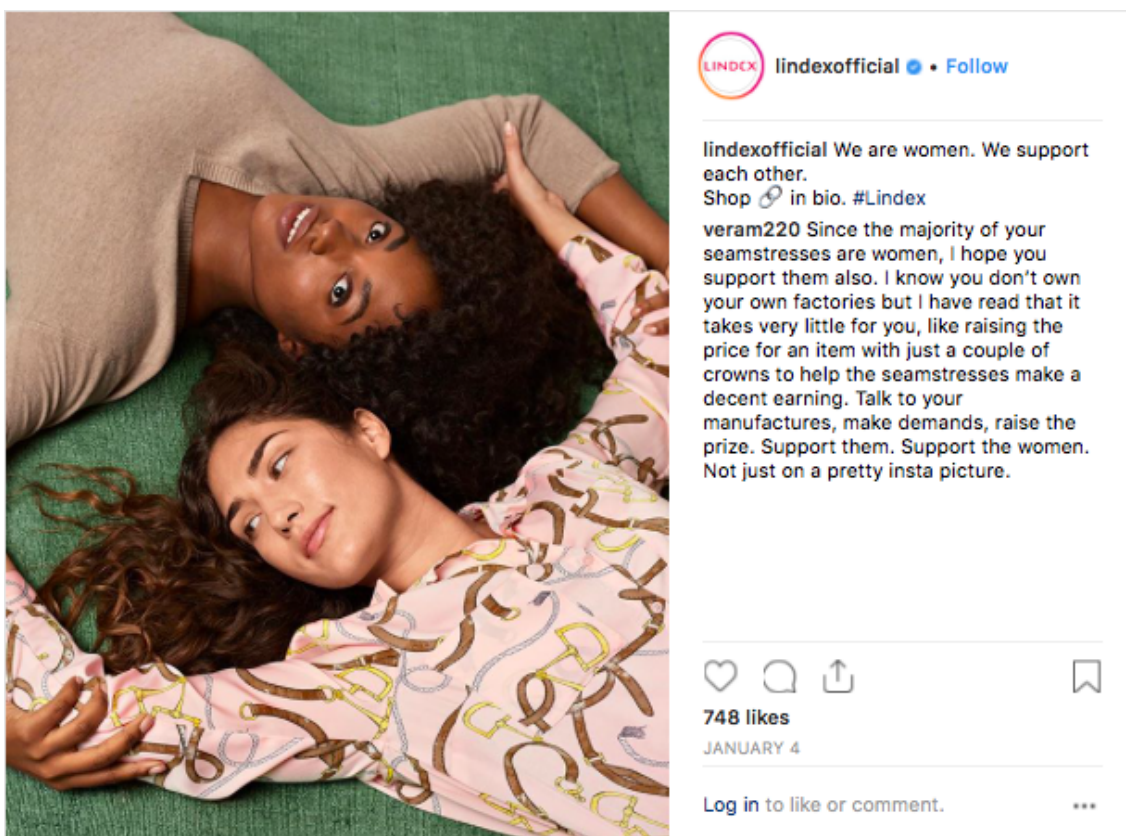 LINDEX
lindexofficial • Follow
lindexofficial We are women. We support
each other.
Shop 🔗 in bio. #Lindex
veram220 Since the majority of your
seamstresses are women, I hope you
support them also. I know you don't own
your own factories but I have read that it
takes very little for you, like raising the
price for an item with just a couple of
crowns to help the seamstresses make a
decent earning. Talk to your
manufactures, make demands, raise the
prize. Support them. Support the women.
Not just on a pretty insta picture.
748 likes
JANUARY 4
Log in to like or comment.